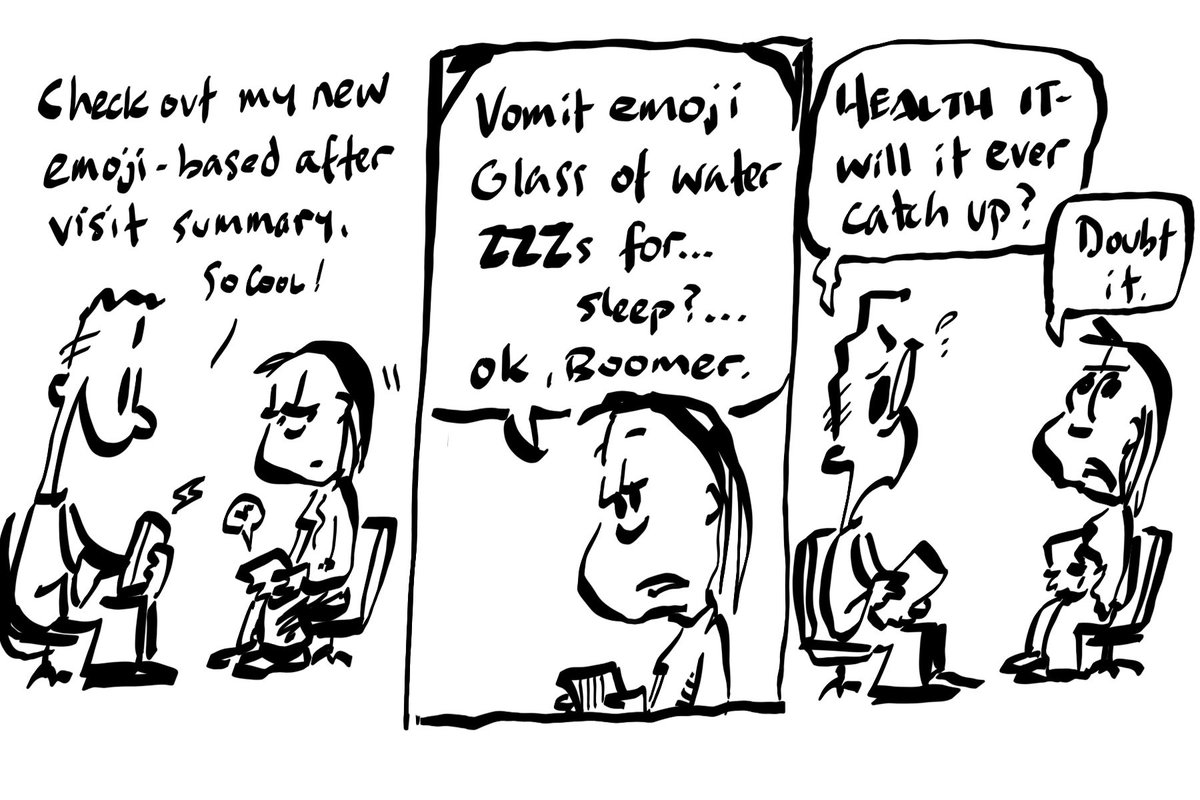 Check out my new
emoji-based after
visit summary.
So cool!
Vomit emoji
Glass of water
ZZZs for...
sleep?...
ok, Boomer.
HEALTH IT-
will it ever
catch up?
Doubt
it.